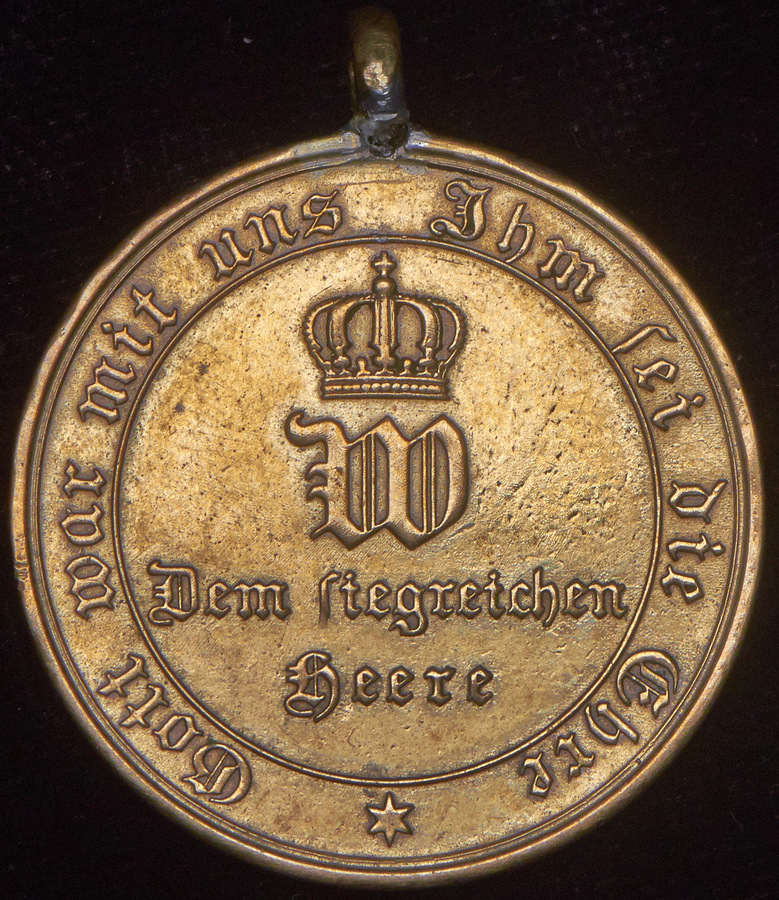 Gott war mit uns Ihm sei die Ehre
W
Dem siegreichen
Heere